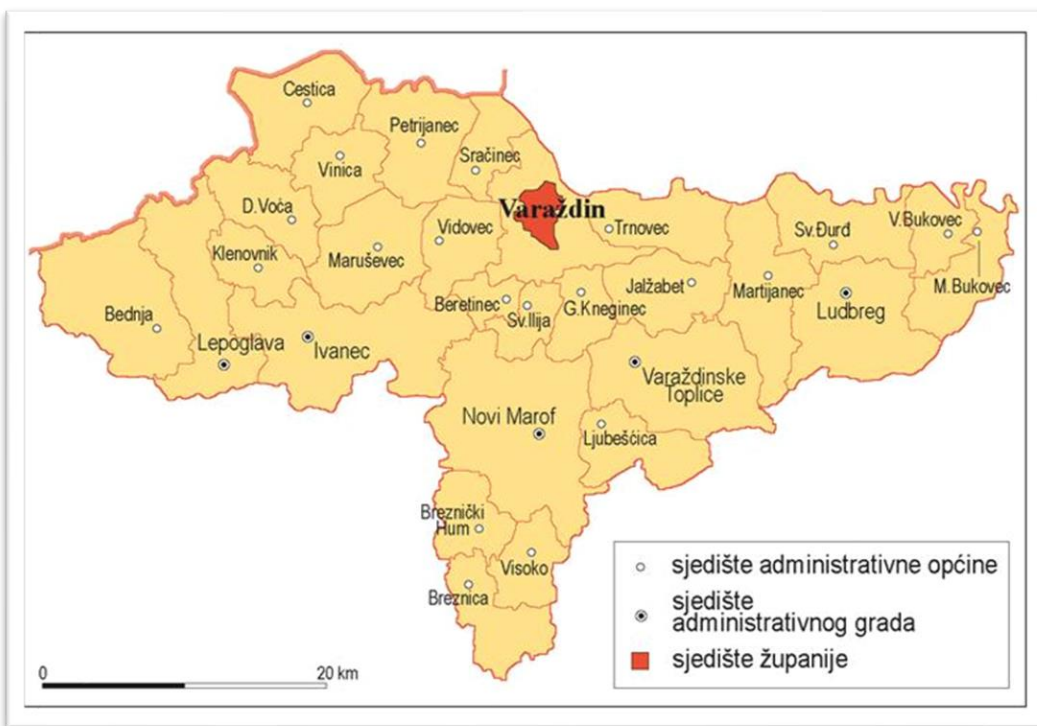 Cestica
Petrijanec
Sračinec
Vinica
Varaždin
D.Voća
Vidovec
Trnovec
Sv.Đurđ
V.Bukovec
Klenovnik
Maruševec
Beretinec
Sv.Ilija
G.Kneginec
Jalžabet
Martijanec
M.Bukovec
Ludbreg
Bednja
Lepoglava
Ivanec
Varaždinske
Toplice
Novi Marof
Ljubešćica
Breznički
Hum
Visoko
Breznica
sjedište administrativne općine
sjedište
administrativnog grada
sjedište županije
0 20 km